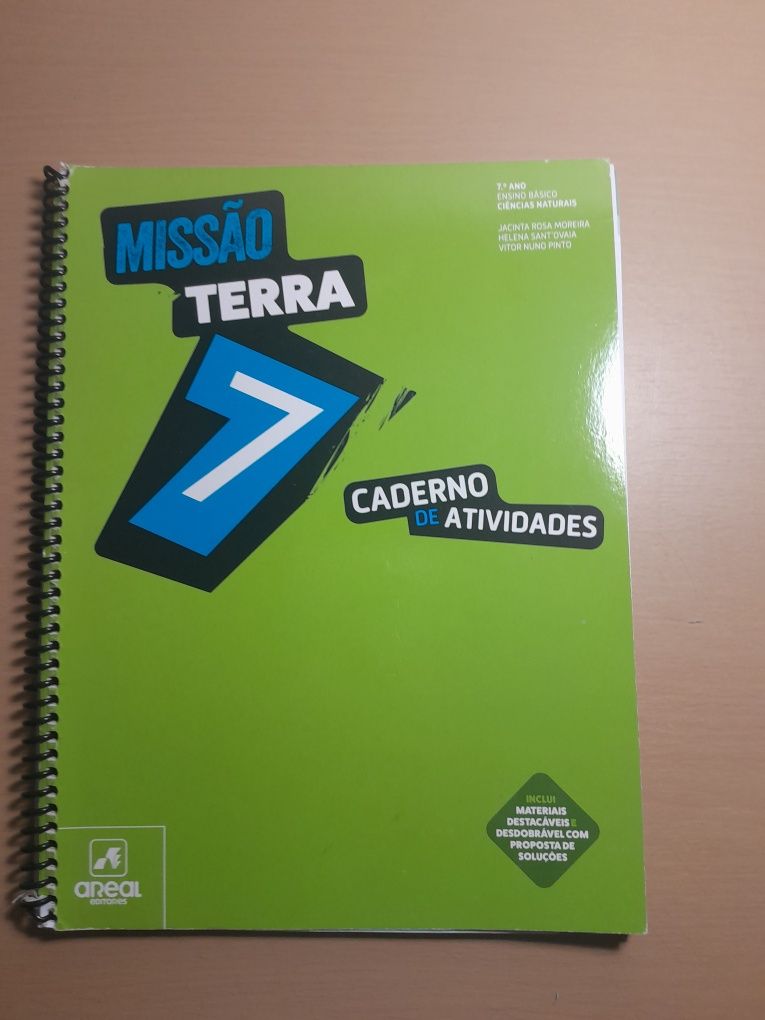 MISSÃO
TERRA
7
7.º ANO
ENSINO BÁSICO
CIÊNCIAS NATURAIS
JACINTA ROSA MOREIRA
HELENA SANT'OVAIA
VITOR NUNO PINTO
CADERNO
DE ATIVIDADES
INCLUI
MATERIAIS
DESTACÁVEIS E
DESDOBRÁVEL COM
PROPOSTA DE
SOLUÇÕES
areal
EDITORES